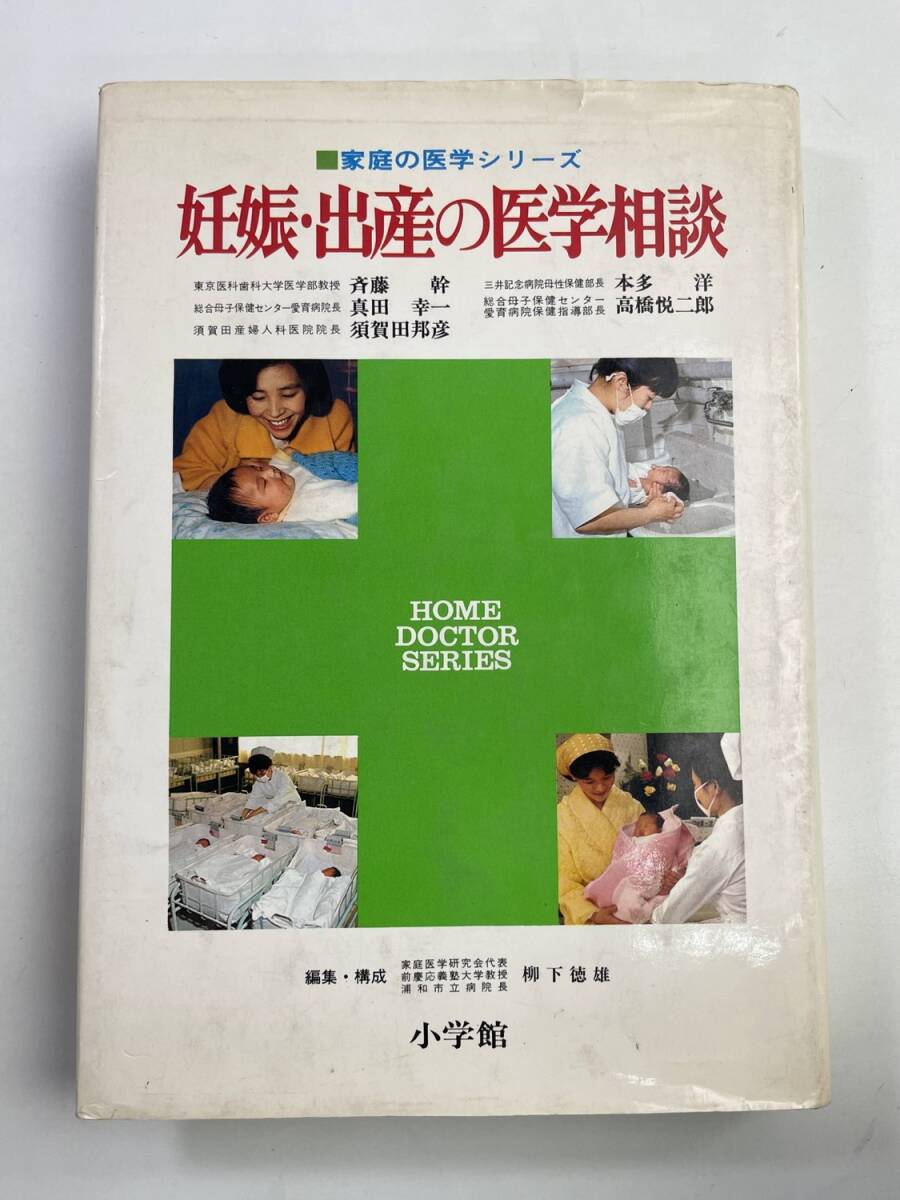 ■家庭の医学シリーズ
妊娠・出産の医学相談
東京医科歯科大学医学部教授 斉藤 幹
総合母子保健センター愛育病院長 真田 幸一
須賀田産婦人科医院院長 須賀田邦彦
三井記念病院母性保健部長 本多 洋
総合母子保健センター
愛育病院保健指導部長 高橋悦二郎
HOME
DOCTOR
SERIES
編集・構成
家庭医学研究会代表
前慶応義塾大学教授
浦和市立病院長
柳下徳雄
小学館